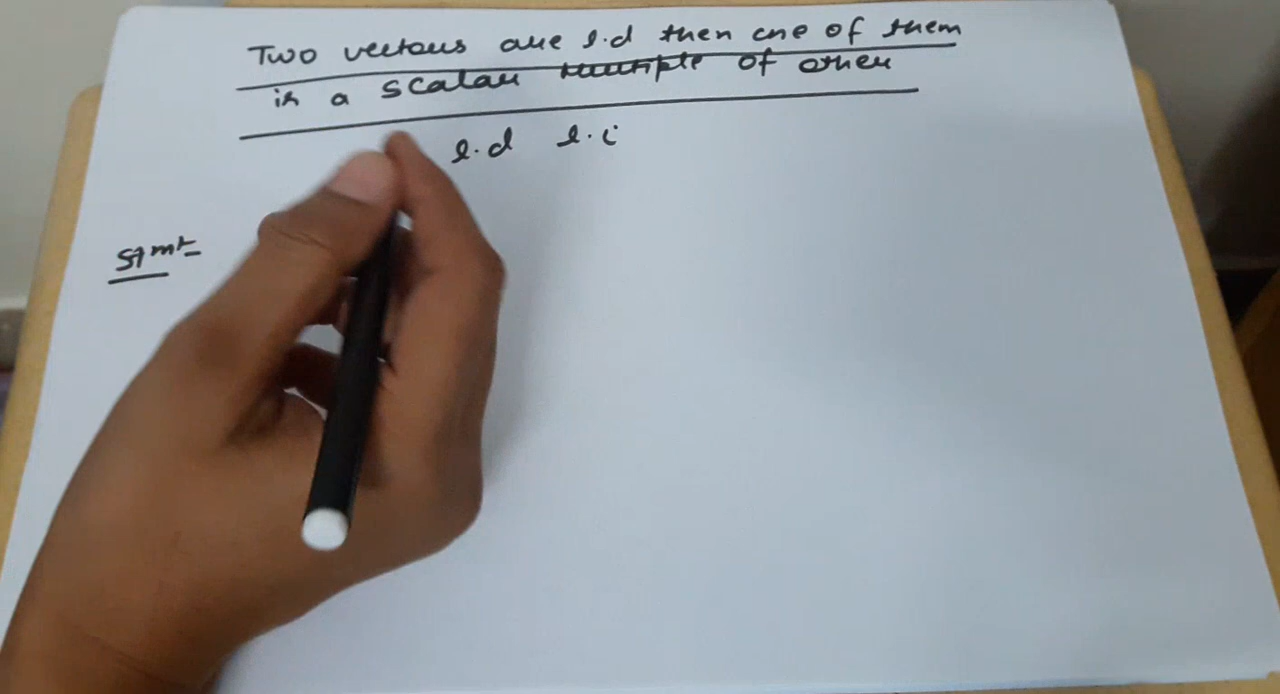 Two vectors are l.d then one of them
is a scalar multiple of other
l.d l.i
Stmt